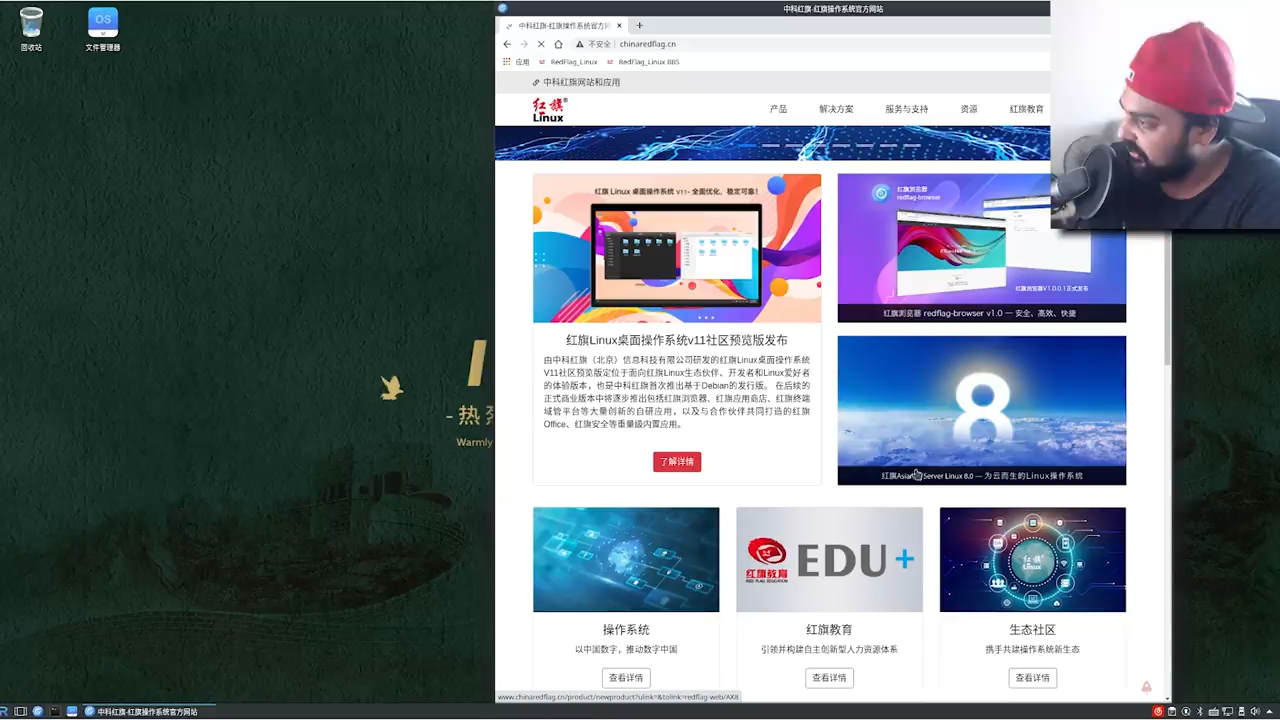 中科红旗-红旗操作系统官方网站
OS
回收站
文件管理器
中科红旗-红旗操作系统官方网
不安全
chinaredflag.cn
应用
RedFlag_Linux
RedFlag_Linux BBS
中科红旗网站和应用
红旗
Linux
产品
解决方案
服务与支持
资源
红旗教育
红旗 Linux 桌面操作系统 V11- 全面优化，稳定可靠！
红旗浏览器
redflag-browser
红旗浏览器V1.0.0.1正式发布
红旗浏览器 redflag-browser v1.0 — 安全、高效、快捷
红旗Linux桌面操作系统v11社区预览版发布
由中科红旗（北京）信息科技有限公司研发的红旗Linux桌面操作系统
V11社区预览版定位于面向红旗Linux生态伙伴、开发者和Linux爱好者
的体验版本，也是中科红旗首次推出基于Debian的发行版。 在后续的
正式商业版本中将逐步推出包括红旗浏览器、红旗应用商店、红旗终端
域管平台等大量创新的自研应用，以及与合作伙伴共同打造的红旗
Office、红旗安全等重量级内置应用。
了解详情
8
红旗Asian Server Linux 8.0 — 为云而生的Linux操作系统
- 热
Warmly
红旗教育
RED FLAG EDUCATION
EDU+
红旗
Linux
操作系统
以中国数字，推动数字中国
查看详情
红旗教育
引领并构建自主创新型人力资源体系
查看详情
生态社区
携手共建操作系统新生态
查看详情
www.chinaredflag.cn/product/newproduct?ulink=&tolink=redflag-web/AX8
中科红旗-红旗操作系统官方网站